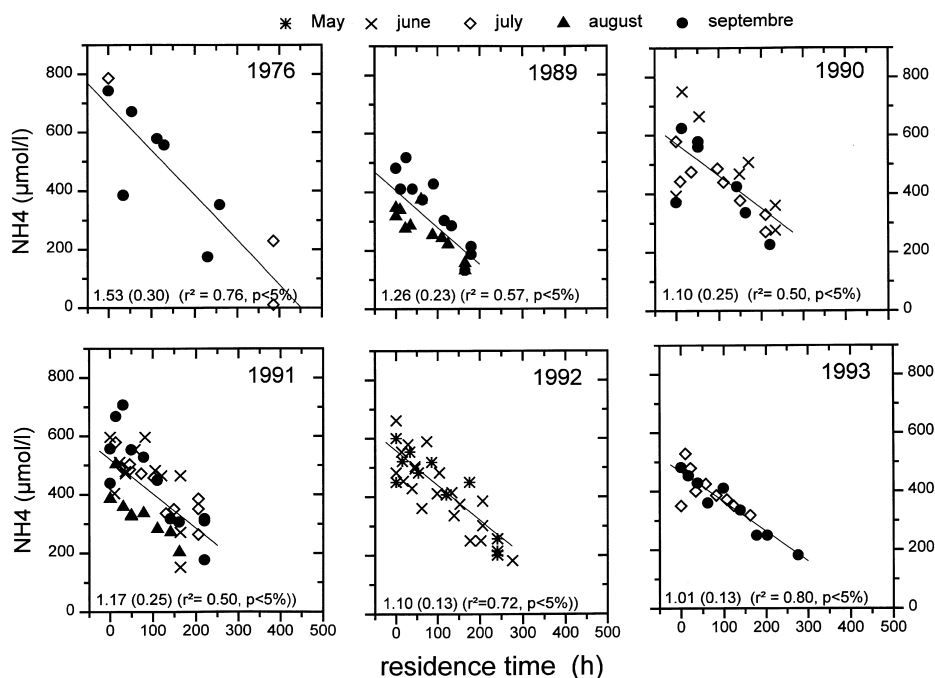 May june july august septembre
1976 1989 1990
800 800
600 600
NH4 (µmol/l)
400 400
200 200
0 0
1.53 (0.30) (r² = 0.76, p<5%) 1.26 (0.23) (r² = 0.57, p<5%) 1.10 (0.25) (r²= 0.50, p<5%)
1991 1992 1993
800 800
600 600
NH4 (µmol/l)
400 400
200 200
0 0
1.17 (0.25) (r²= 0.50, p<5%)) 1.10 (0.13) (r²=0.72, p<5%)) 1.01 (0.13) (r² = 0.80, p<5%)
0 100 200 300 400 500 0 100 200 300 400 500 0 100 200 300 400 500
residence time (h)